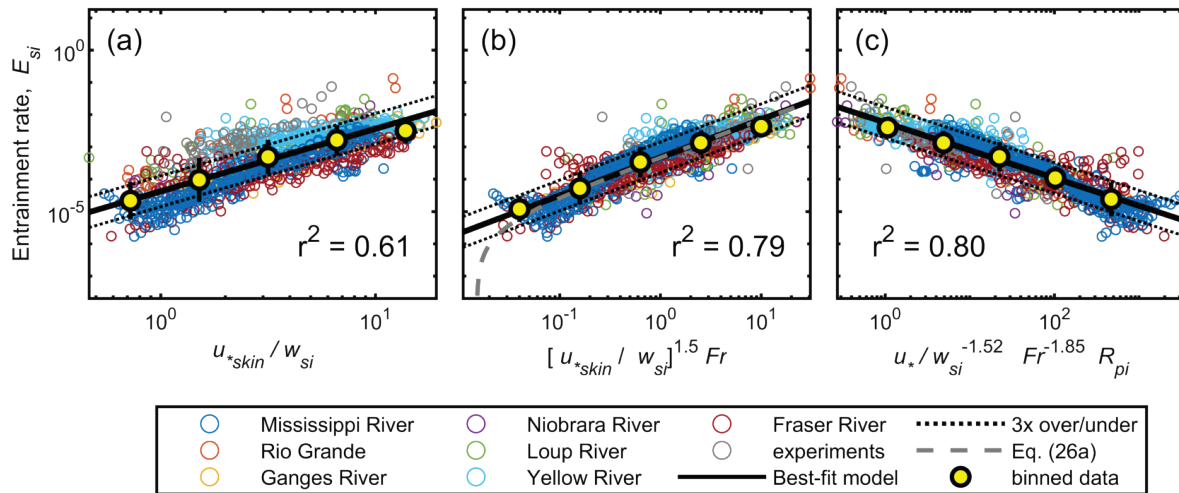 (a)
(b)
(c)
Entrainment rate, E_si
10^0
10^-5
r^2 = 0.61
r^2 = 0.79
r^2 = 0.80
10^0 10^1
10^-1 10^0 10^1
10^0 10^2
u_*skin / w_si
[ u_*skin / w_si]^1.5 Fr
u_* / w_si^-1.52 Fr^-1.85 R_pi
Mississippi River Niobrara River Fraser River 3x over/under
Rio Grande Loup River experiments Eq. (26a)
Ganges River Yellow River Best-fit model binned data